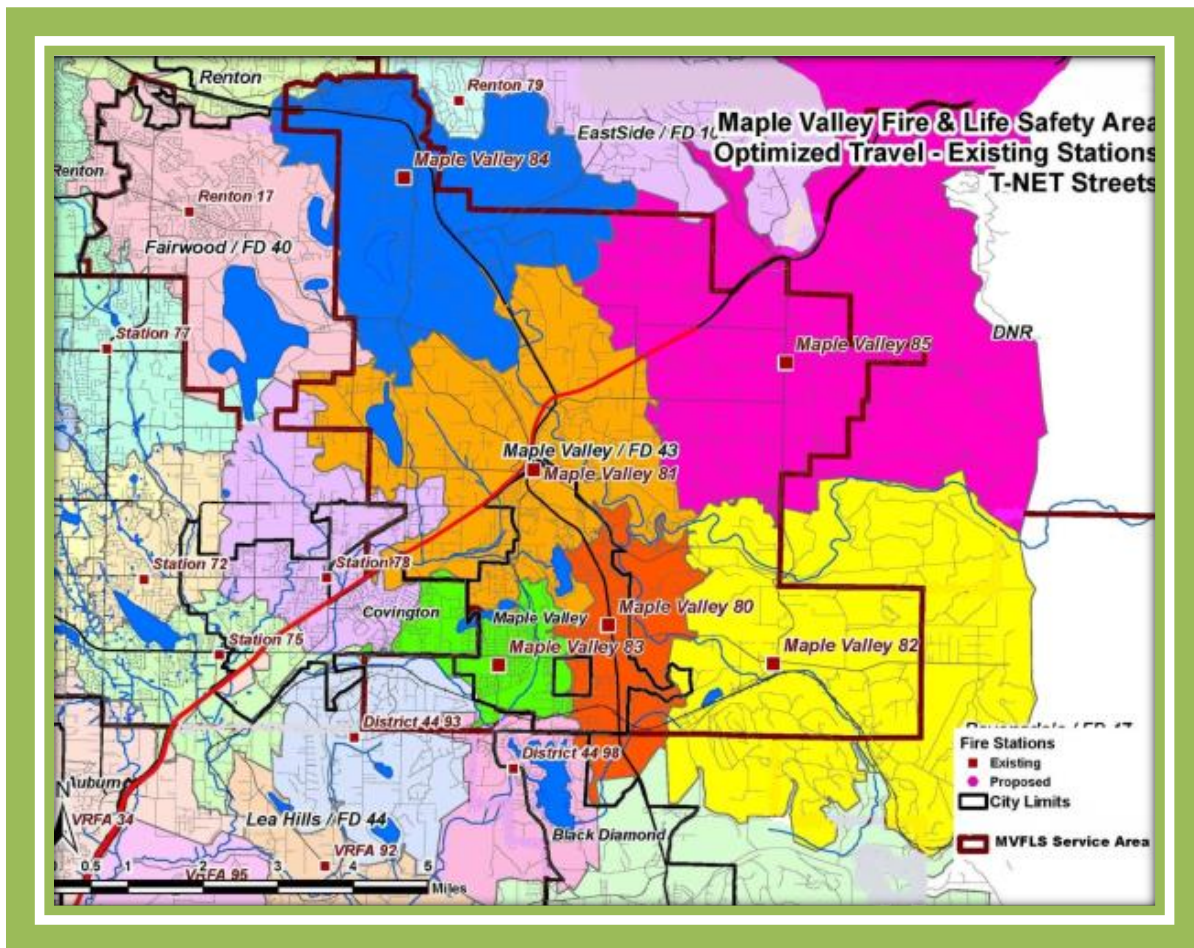 Renton
Renton 79
EastSide / FD 10
Maple Valley Fire & Life Safety Area
Optimized Travel - Existing Stations
T-NET Streets
Maple Valley 84
Renton
Renton 17
Fairwood / FD 40
Station 77
DNR
Maple Valley 85
Maple Valley / FD 43
Maple Valley 81
Station 72
Station 78
Covington
Maple Valley
Maple Valley 80
Station 75
Maple Valley 83
Maple Valley 82
District 44 93
District 44 98
Fire Stations
Existing
Proposed
City Limits
MVFLS Service Area
Auburn
N
VRFA 34
Lea Hills / FD 44
Black Diamond
VRFA 92
VRFA 95
0 0.5 1 2 3 4 5
Miles